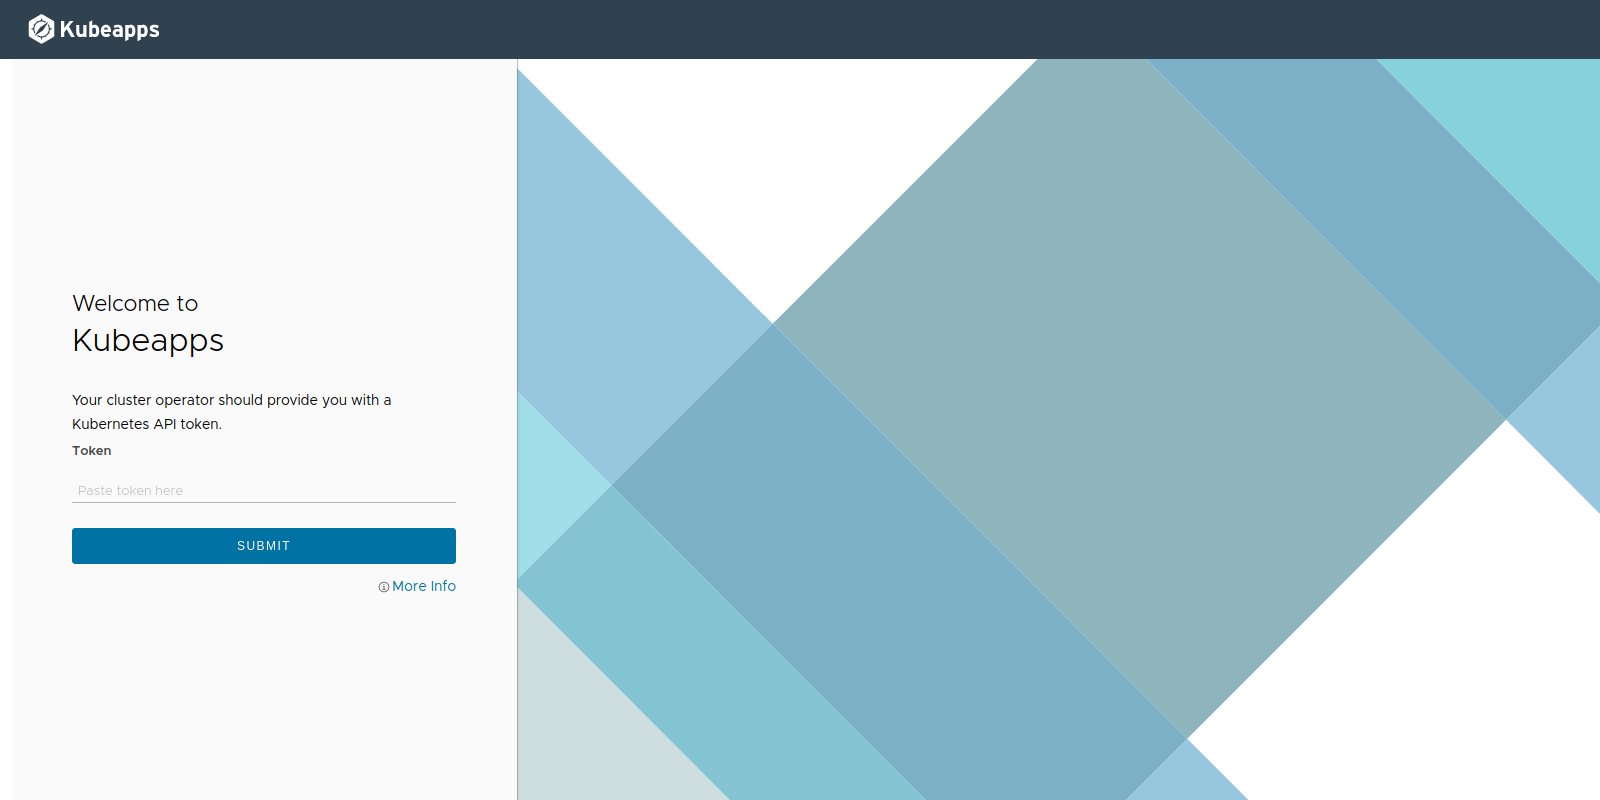 Kubeapps
Welcome to
Kubeapps
Your cluster operator should provide you with a
Kubernetes API token.
Token
Paste token here
SUBMIT
More Info